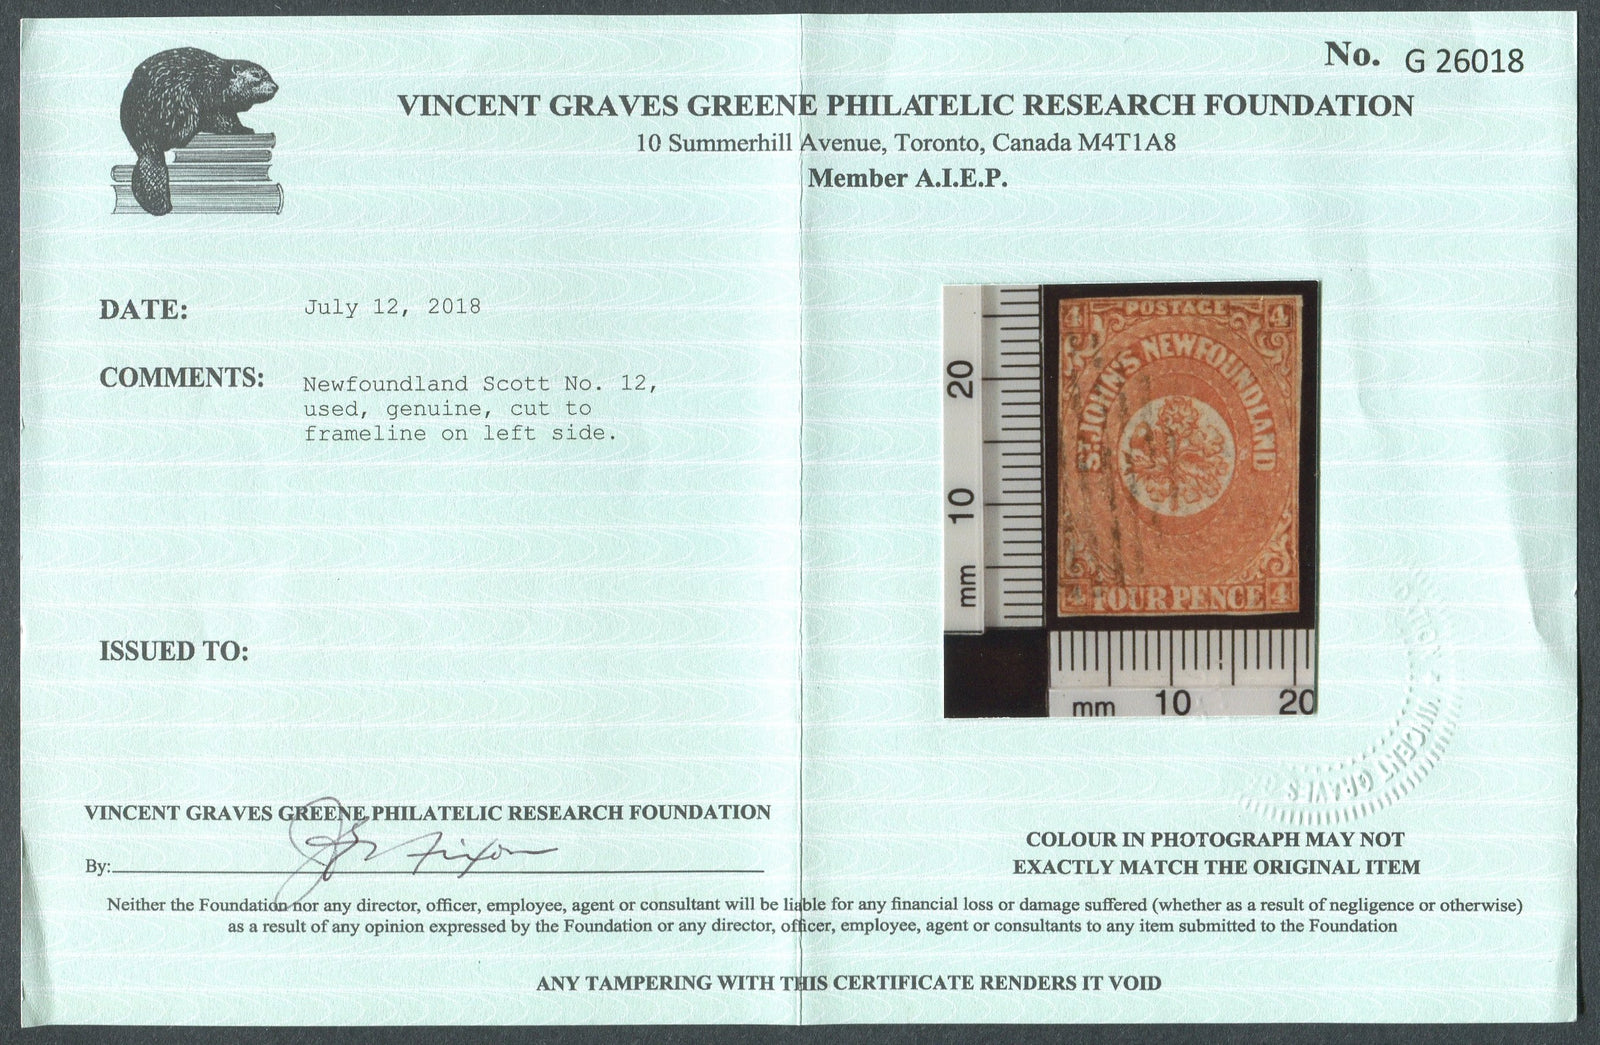 No. G 26018
VINCENT GRAVES GREENE PHILATELIC RESEARCH FOUNDATION
10 Summerhill Avenue, Toronto, Canada M4T1A8
Member A.I.E.P.
DATE: July 12, 2018
COMMENTS: Newfoundland Scott No. 12,
used, genuine, cut to
frameline on left side.
20
10
mm
4 POSTAGE 4
ST. JOHN'S NEWFOUNDLAND
4 FOUR PENCE 4
mm 10 20
ISSUED TO:
VINCENT GRAVES
VINCENT GRAVES GREENE PHILATELIC RESEARCH FOUNDATION
By:
COLOUR IN PHOTOGRAPH MAY NOT
EXACTLY MATCH THE ORIGINAL ITEM
Neither the Foundation nor any director, officer, employee, agent or consultant will be liable for any financial loss or damage suffered (whether as a result of negligence or otherwise)
as a result of any opinion expressed by the Foundation or any director, officer, employee, agent or consultants to any item submitted to the Foundation
ANY TAMPERING WITH THIS CERTIFICATE RENDERS IT VOID